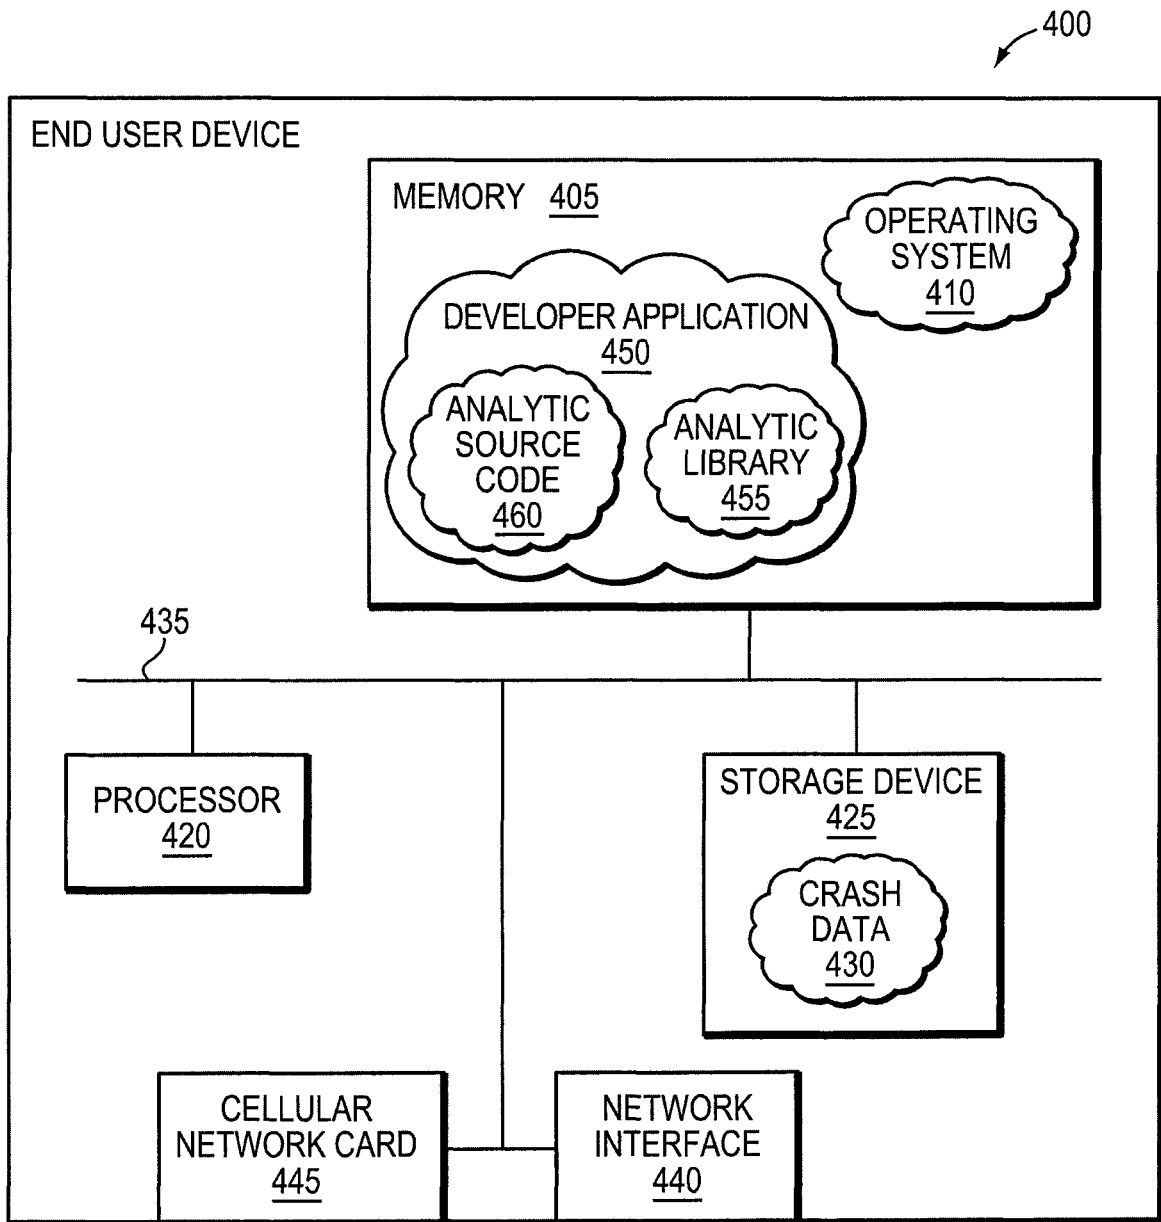 400
END USER DEVICE
MEMORY 405
OPERATING
SYSTEM
410
DEVELOPER APPLICATION
450
ANALYTIC
SOURCE
CODE
460
ANALYTIC
LIBRARY
455
435
PROCESSOR
420
STORAGE DEVICE
425
CRASH
DATA
430
CELLULAR
NETWORK CARD
445
NETWORK
INTERFACE
440